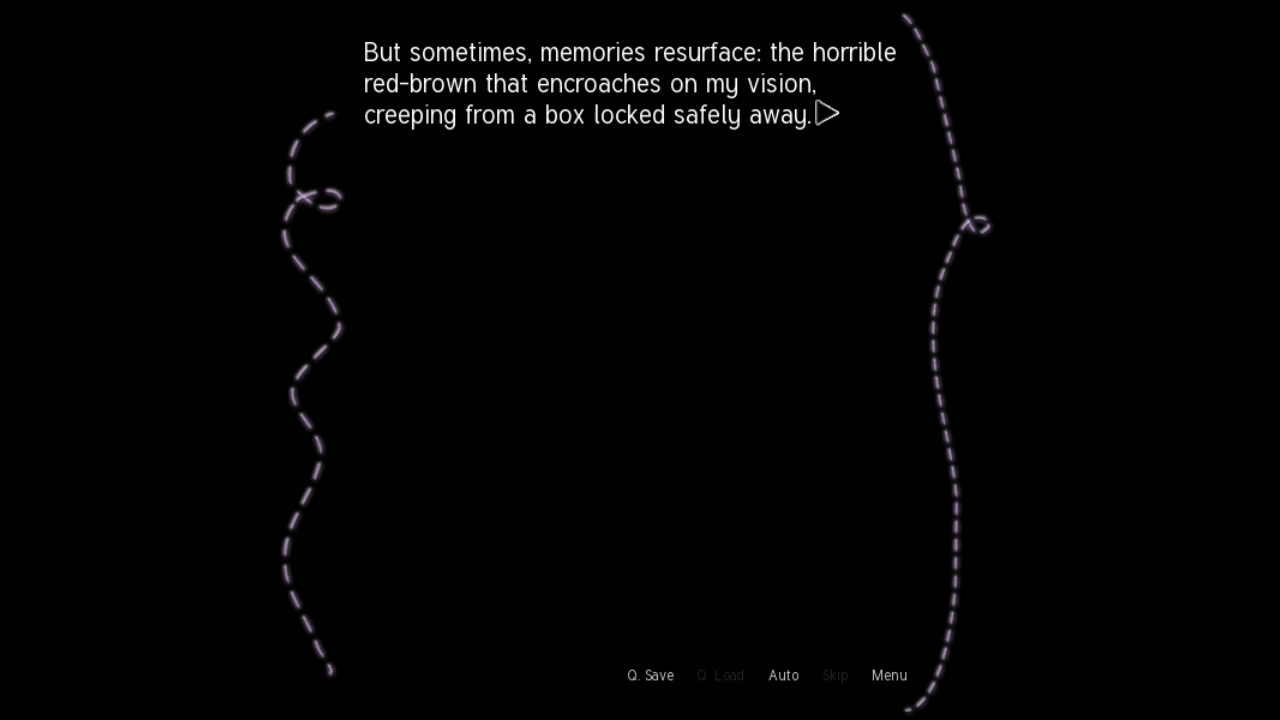 But sometimes, memories resurface: the horrible
red-brown that encroaches on my vision,
creeping from a box locked safely away.
Q. Save Q. Load Auto Skip Menu